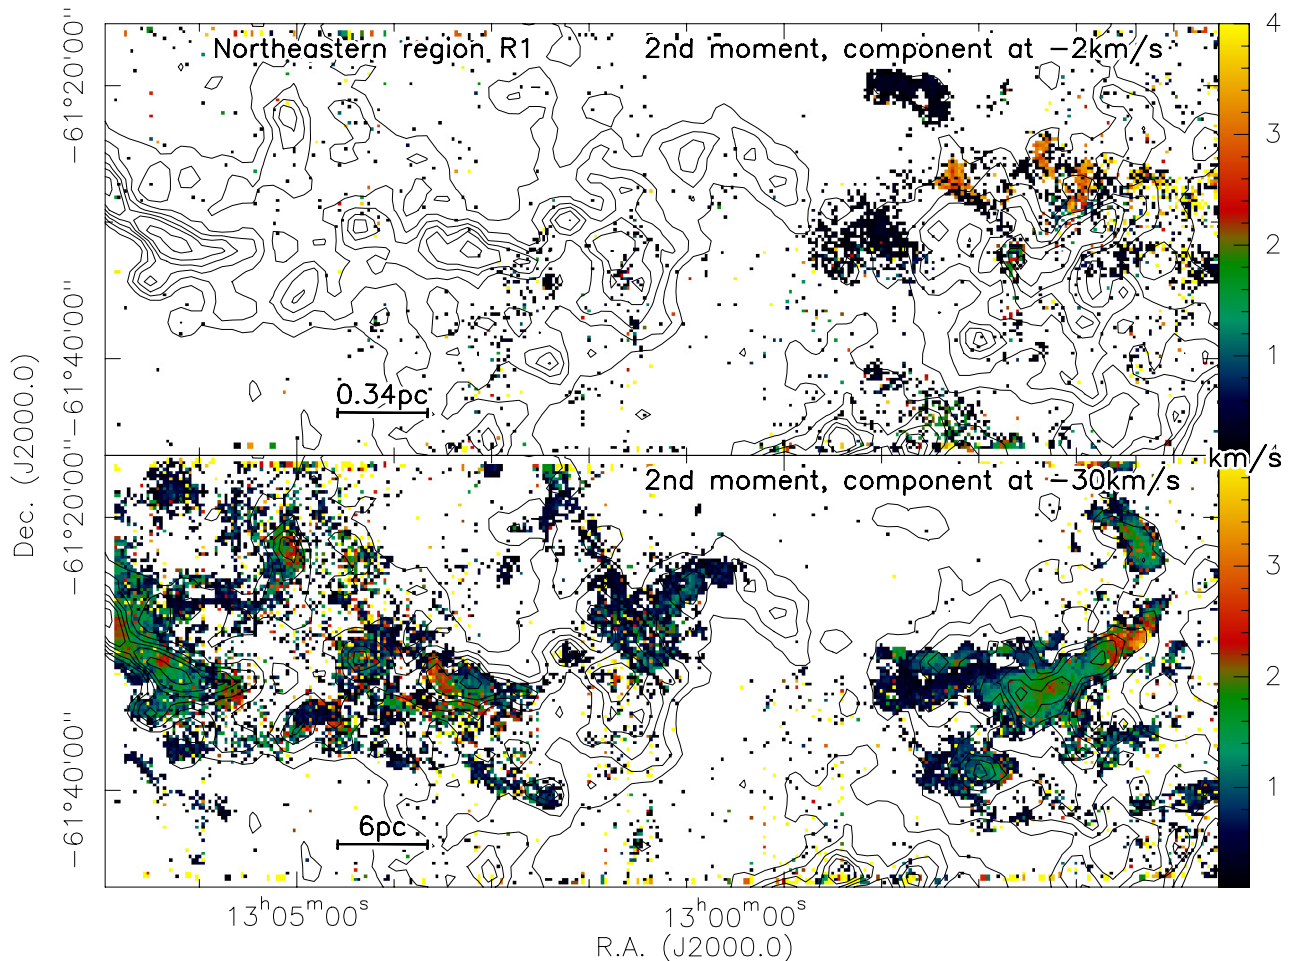 Northeastern region R1
2nd moment, component at −2km/s
−61°20'00''
−61°40'00''
0.34pc
4
3
2
1
km/s
2nd moment, component at −30km/s
−61°20'00''
−61°40'00''
6pc
3
2
1
13h05m00s
13h00m00s
R.A. (J2000.0)
Dec. (J2000.0)